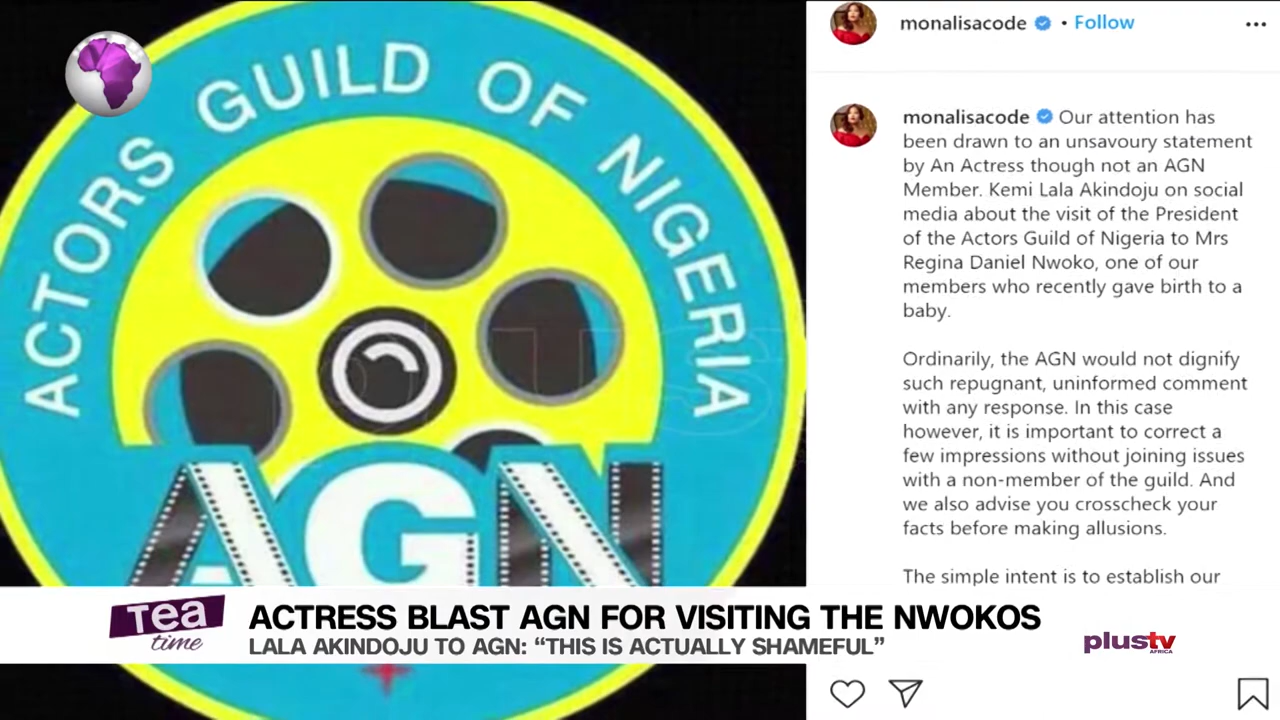 ACTORS GUILD OF NIGERIA
AGN
monalisacode • Follow
monalisacode Our attention has
been drawn to an unsavoury statement
by An Actress though not an AGN
Member. Kemi Lala Akindoju on social
media about the visit of the President
of the Actors Guild of Nigeria to Mrs
Regina Daniel Nwoko, one of our
members who recently gave birth to a
baby.
Ordinarily, the AGN would not dignify
such repugnant, uninformed comment
with any response. In this case
however, it is important to correct a
few impressions without joining issues
with a non-member of the guild. And
we also advise you crosscheck your
facts before making allusions.
The simple intent is to establish our
Tea
time
ACTRESS BLAST AGN FOR VISITING THE NWOKOS
LALA AKINDOJU TO AGN: “THIS IS ACTUALLY SHAMEFUL”
plustv
AFRICA